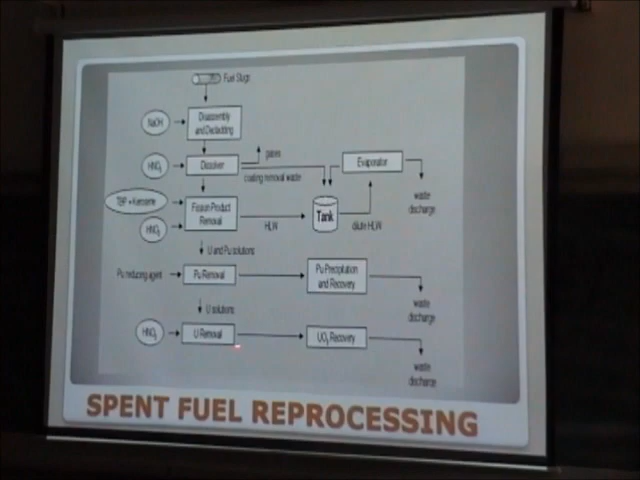 Fuel Slugs
NaOH
Disassembly
and Decladding
HNO3
Dissolver
gases
coating removal waste
Evaporator
waste
discharge
TBP + Kerosene
Fission Product
Removal
HNO3
HLW
Tank
dilute HLW
U and Pu solutions
Pu reducing agent
Pu Removal
Pu Precipitation
and Recovery
waste
discharge
U solutions
HNO3
U Removal
UO3 Recovery
waste
discharge
SPENT FUEL REPROCESSING